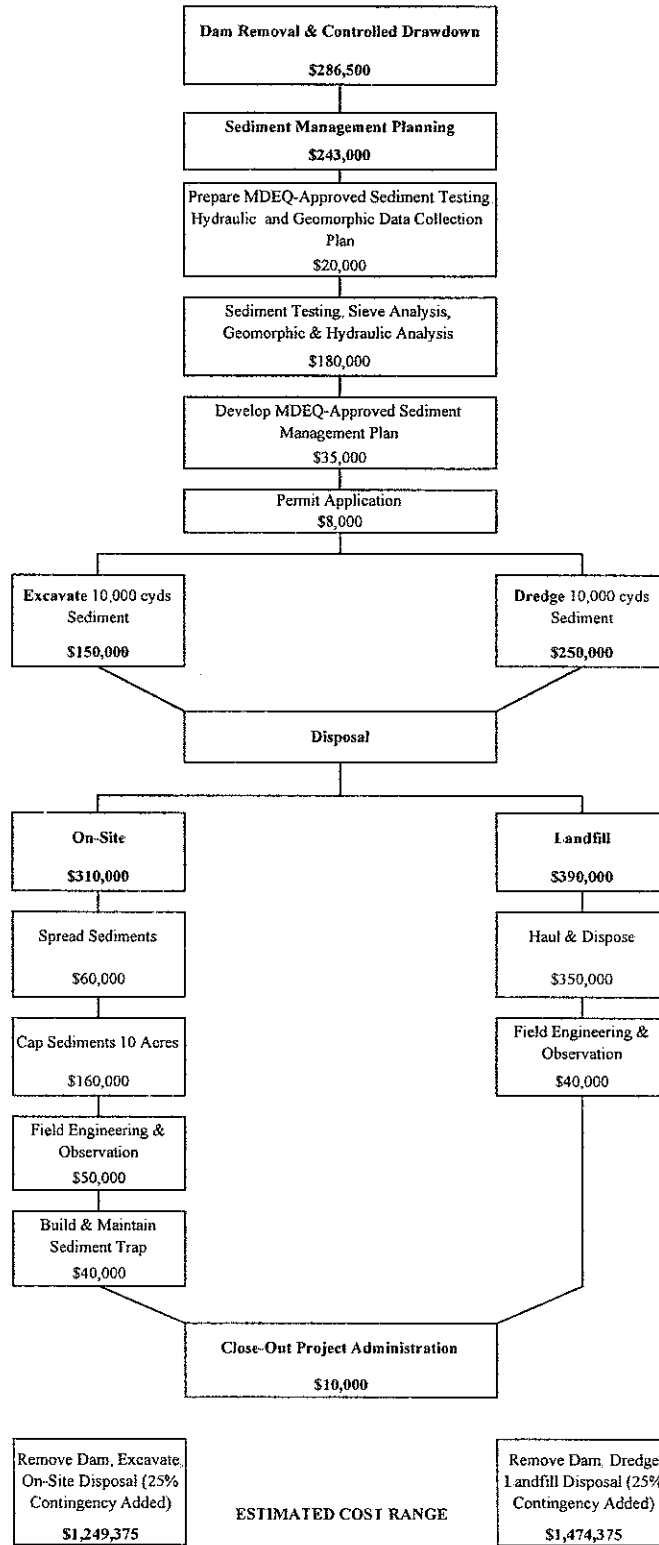 Dam Removal & Controlled Drawdown
$286,500
Sediment Management Planning
$243,000
Prepare MDEQ-Approved Sediment Testing
Hydraulic and Geomorphic Data Collection
Plan
$20,000
Sediment Testing, Sieve Analysis,
Geomorphic & Hydraulic Analysis
$180,000
Develop MDEQ-Approved Sediment
Management Plan
$35,000
Permit Application
$8,000
Excavate 10,000 cyds
Sediment
$150,000
Dredge 10,000 cyds
Sediment
$250,000
Disposal
On-Site
$310,000
Landfill
$390,000
Spread Sediments
$60,000
Haul & Dispose
$350,000
Cap Sediments 10 Acres
$160,000
Field Engineering &
Observation
$40,000
Field Engineering &
Observation
$50,000
Build & Maintain
Sediment Trap
$40,000
Close-Out Project Administration
$10,000
Remove Dam, Excavate,
On-Site Disposal (25%
Contingency Added)
$1,249,375
ESTIMATED COST RANGE
Remove Dam, Dredge
Landfill Disposal (25%
Contingency Added)
$1,474,375